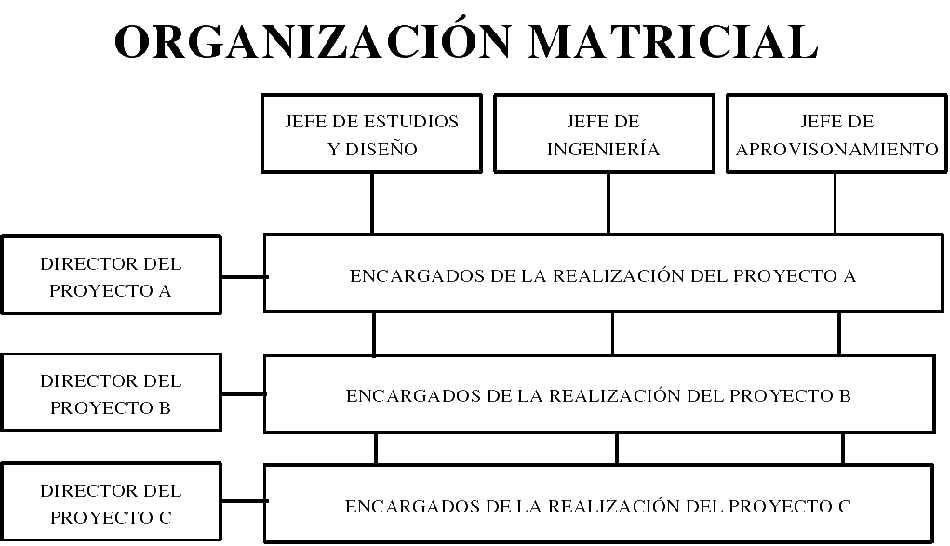 ORGANIZACIÓN MATRICIAL
JEFE DE ESTUDIOS
Y DISEÑO
JEFE DE
INGENIERÍA
JEFE DE
APROVISONAMIENTO
DIRECTOR DEL
PROYECTO A
ENCARGADOS DE LA REALIZACIÓN DEL PROYECTO A
DIRECTOR DEL
PROYECTO B
ENCARGADOS DE LA REALIZACIÓN DEL PROYECTO B
DIRECTOR DEL
PROYECTO C
ENCARGADOS DE LA REALIZACIÓN DEL PROYECTO C